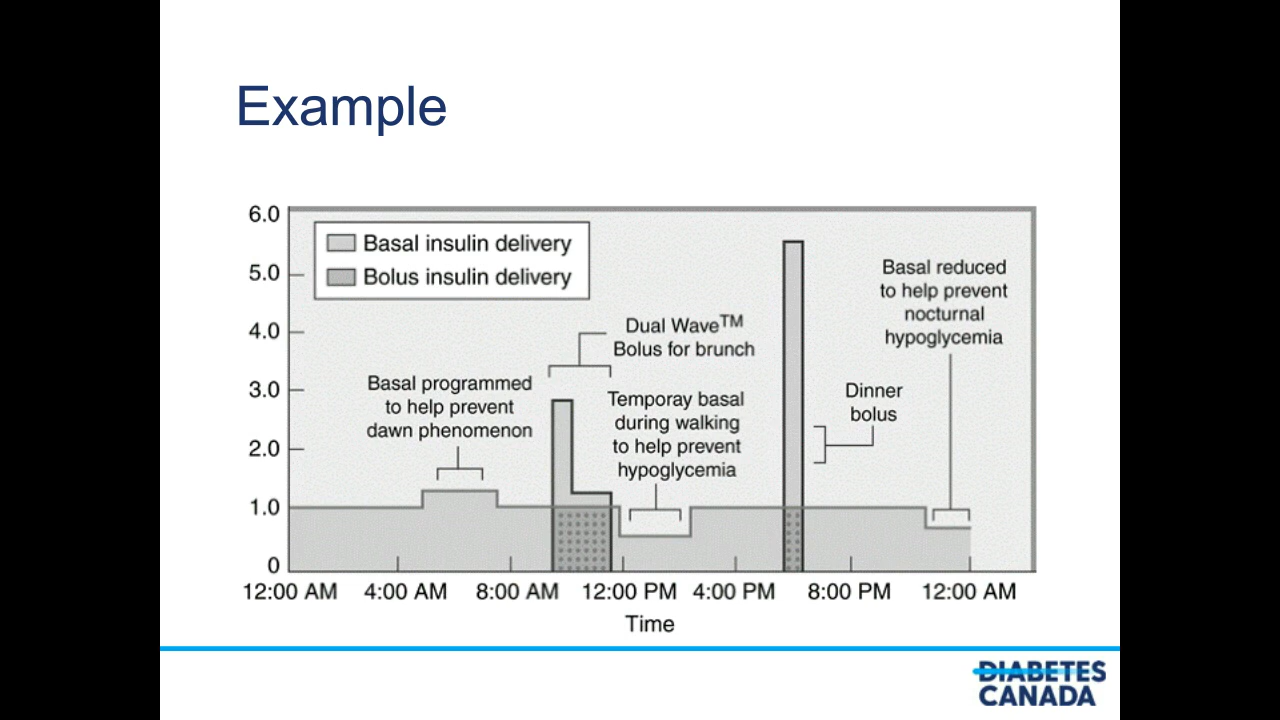 Example
6.0
5.0
4.0
3.0
2.0
1.0
0
Basal insulin delivery
Bolus insulin delivery
Basal programmed
to help prevent
dawn phenomenon
Dual Wave™
Bolus for brunch
Temporay basal
during walking
to help prevent
hypoglycemia
Dinner
bolus
Basal reduced
to help prevent
nocturnal
hypoglycemia
12:00 AM 4:00 AM 8:00 AM 12:00 PM 4:00 PM 8:00 PM 12:00 AM
Time
DIABETES
CANADA